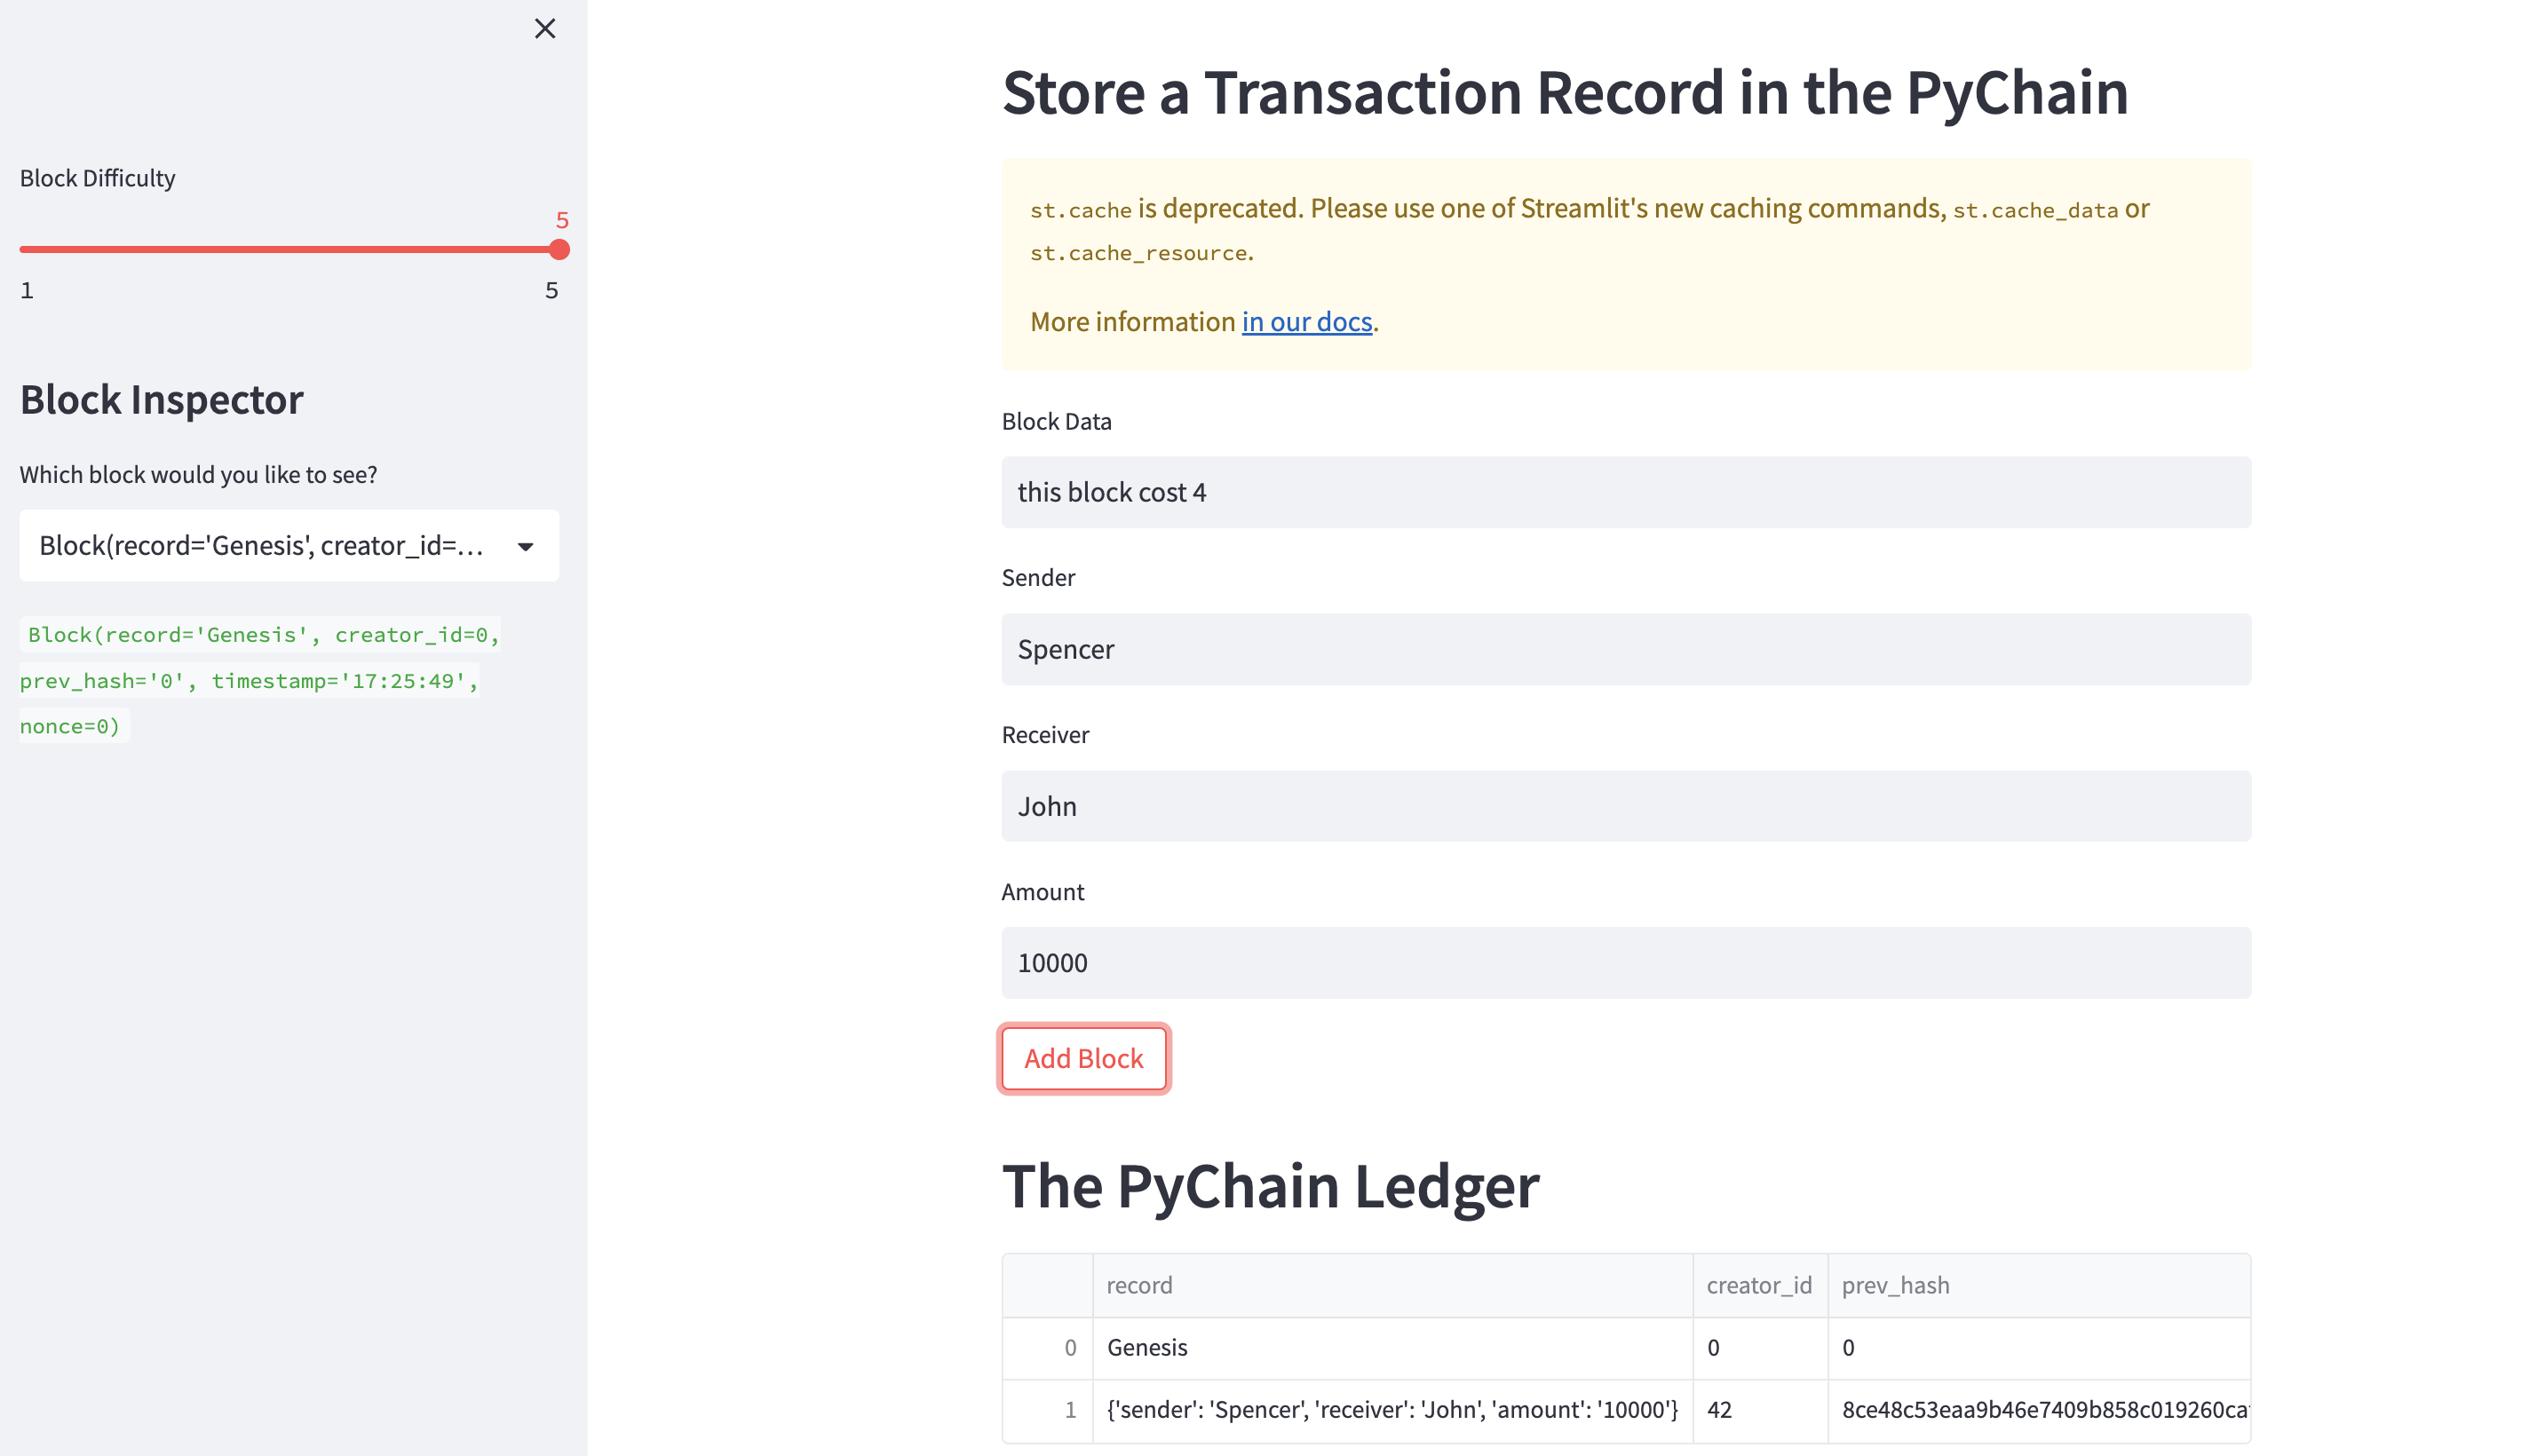 Block Difficulty
5
1 5
Block Inspector
Which block would you like to see?
Block(record='Genesis', creator_id=...
Block(record='Genesis', creator_id=0,
prev_hash='0', timestamp='17:25:49',
nonce=0)
Store a Transaction Record in the PyChain
st.cache is deprecated. Please use one of Streamlit's new caching commands, st.cache_data or
st.cache_resource.
More information in our docs.
Block Data
this block cost 4
Sender
Spencer
Receiver
John
Amount
10000
Add Block
The PyChain Ledger
record creator_id prev_hash
0 Genesis 0 0
1 {'sender': 'Spencer', 'receiver': 'John', 'amount': '10000'} 42 8ce48c53eaa9b46e7409b858c019260ca